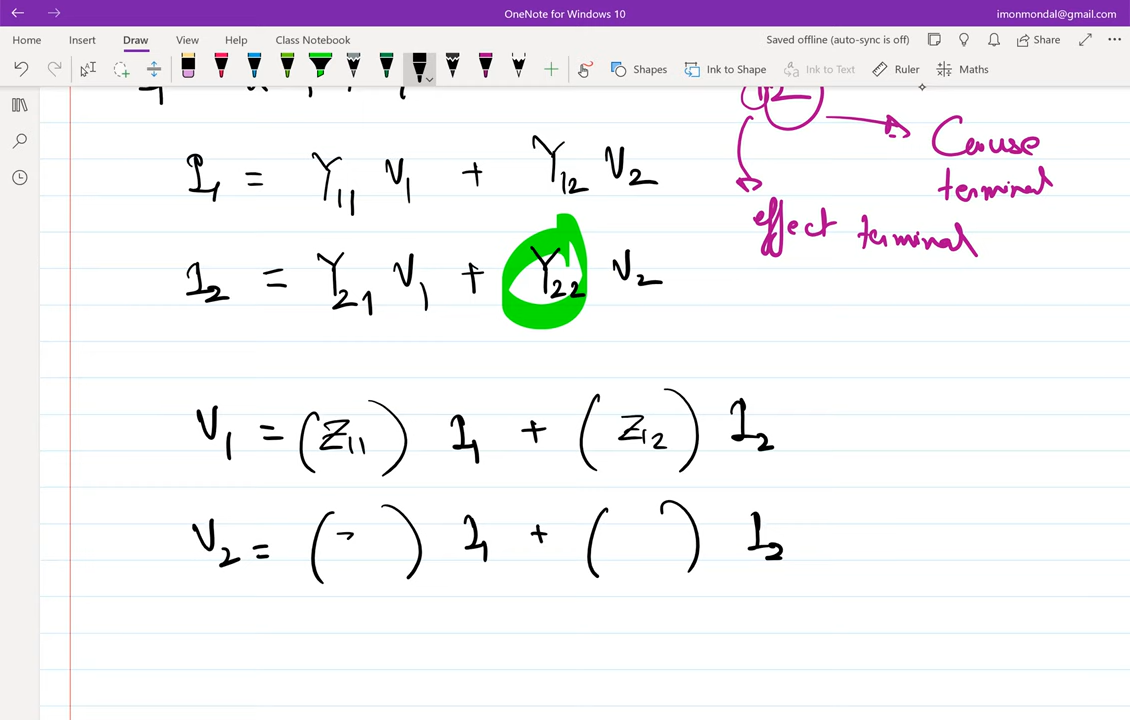 OneNote for Windows 10
imonmondal@gmail.com
Home Insert Draw View Help Class Notebook
Saved offline (auto-sync is off) Share
Shapes Ink to Shape Ink to Text Ruler Maths
12
Cause
terminal
effect terminal
I1 = Y11 V1 + Y12 V2
I2 = Y21 V1 + Y22 V2
V1 = (Z11) I1 + (Z12) I2
V2 = ( ) I1 + ( ) I2